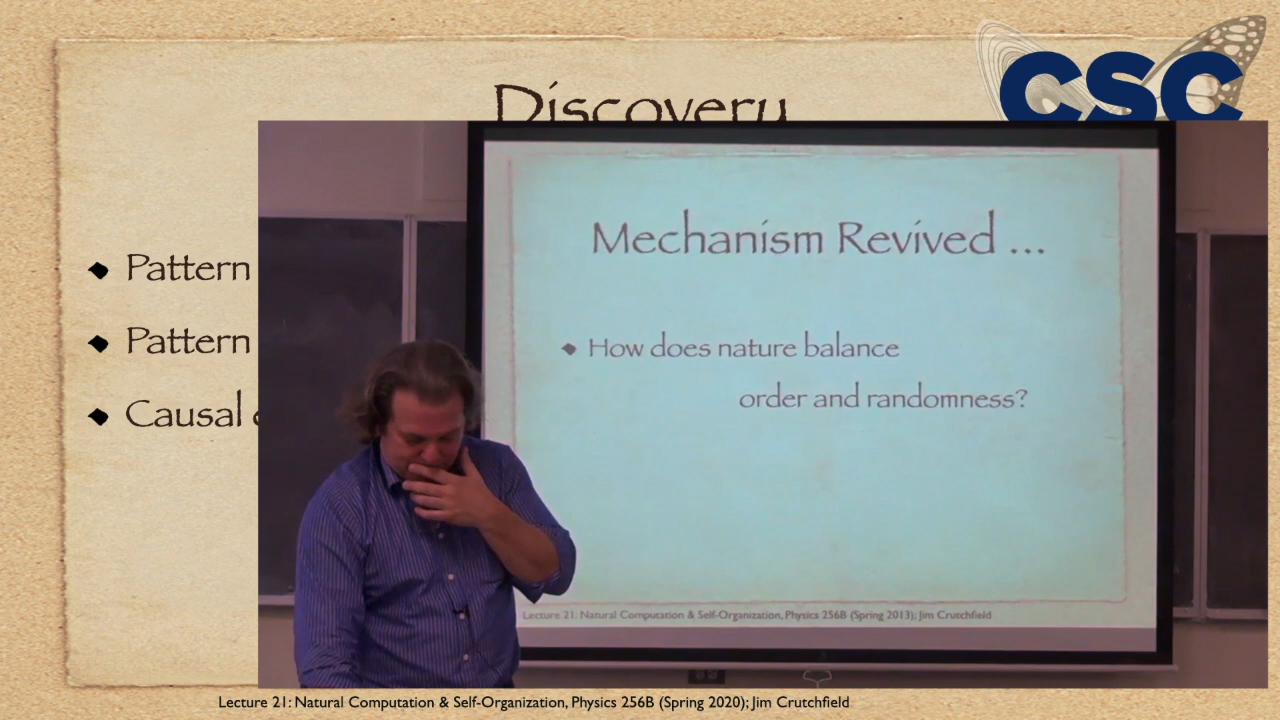 Discovery
CSC
Pattern
Pattern
Causal
Mechanism Revived ...
How does nature balance
order and randomness?
Lecture 21: Natural Computation & Self-Organization, Physics 256B (Spring 2013); Jim Crutchfield
Lecture 21: Natural Computation & Self-Organization, Physics 256B (Spring 2020); Jim Crutchfield